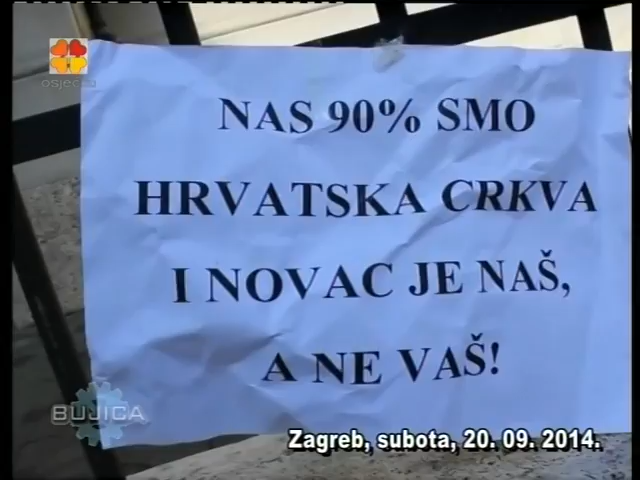 osječka
NAS 90% SMO
HRVATSKA CRKVA
I NOVAC JE NAŠ,
A NE VAŠ!
BUJICA
Zagreb, subota, 20. 09. 2014.